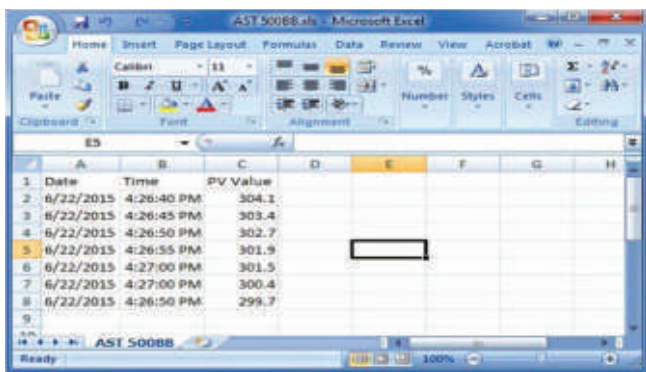 AST 5008B.xls - Microsoft Excel
Home Insert Page Layout Formulas Data Review View Acrobat
Paste
Calibri 11
B I U A A
A
%
Number
A
Styles
Cells
Σ
Clipboard Font Alignment Editing
E5 fx
A B C D E F G H
1 Date Time PV Value
2 6/22/2015 4:26:40 PM 304.1
3 6/22/2015 4:26:45 PM 303.4
4 6/22/2015 4:26:50 PM 302.7
5 6/22/2015 4:26:55 PM 301.9
6 6/22/2015 4:27:00 PM 301.5
7 6/22/2015 4:27:00 PM 300.4
8 6/22/2015 4:26:50 PM 299.7
9
AST 5008B
Ready 100%